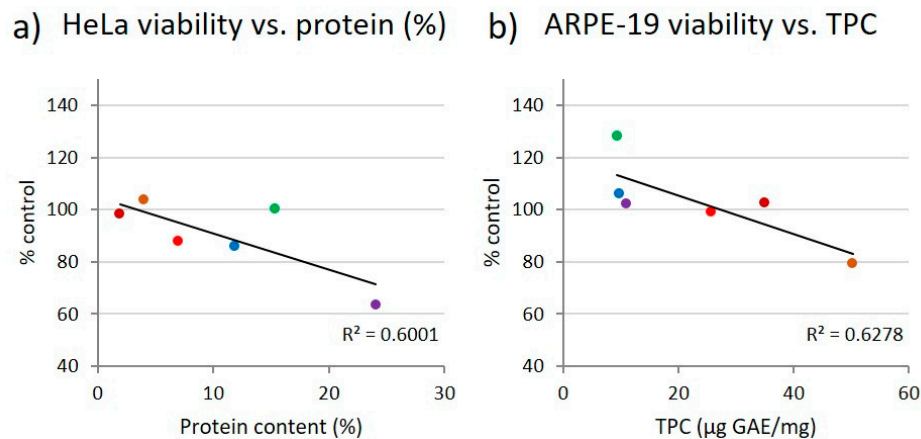 a) HeLa viability vs. protein (%)
140
120
100
80
60
40
% control
0
10
20
30
R² = 0.6001
Protein content (%)
b) ARPE-19 viability vs. TPC
140
120
100
80
60
40
% control
0
20
40
60
R² = 0.6278
TPC (µg GAE/mg)